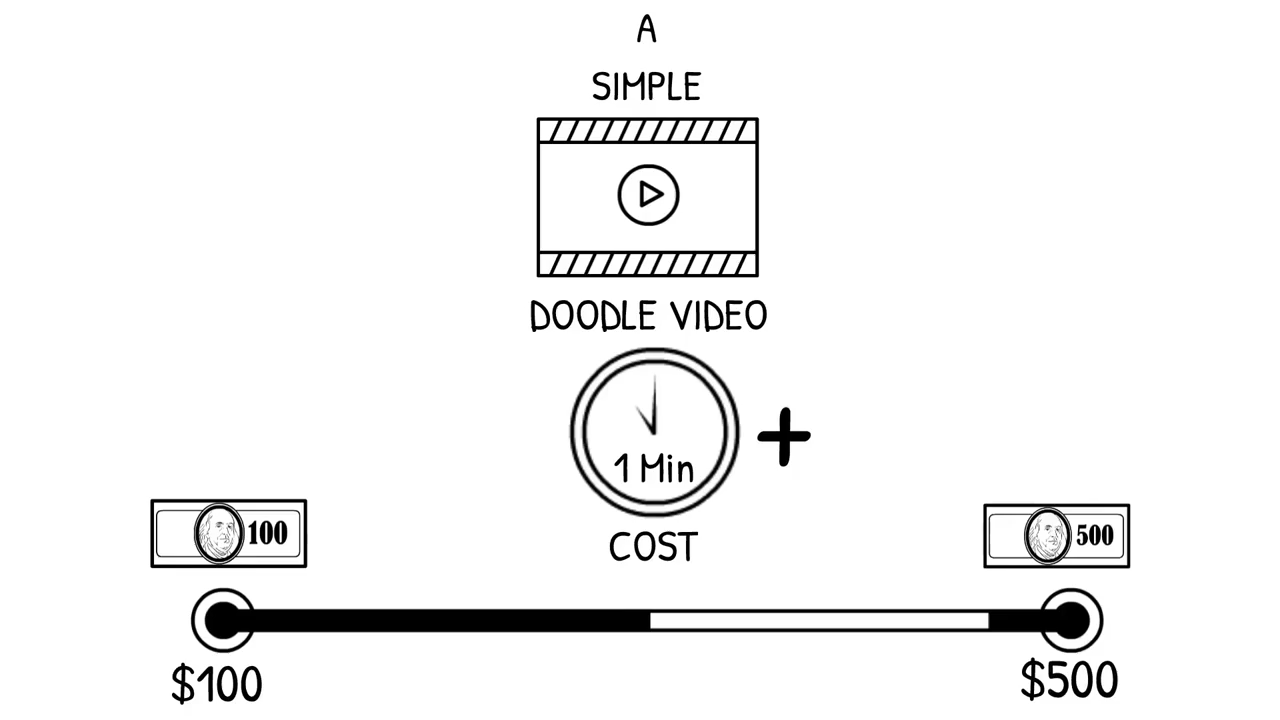 A
SIMPLE
DOODLE VIDEO
1 Min
+
COST
100
500
$100
$500